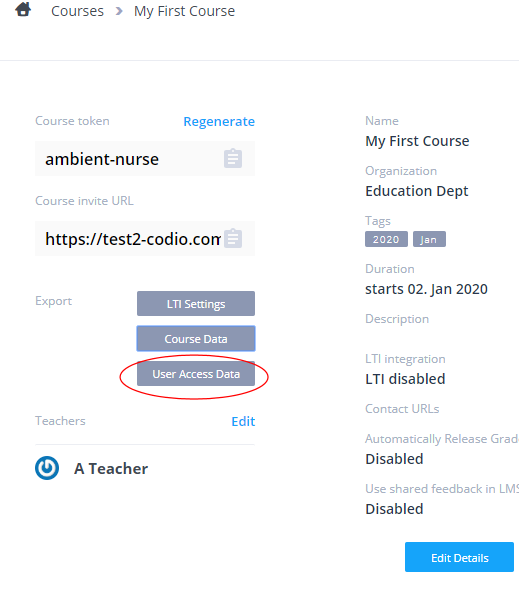 Courses > My First Course
Course token
Regenerate
ambient-nurse
Course invite URL
https://test2-codio.com
Export
LTI Settings
Course Data
User Access Data
Teachers
Edit
A Teacher
Name
My First Course
Organization
Education Dept
Tags
2020 Jan
Duration
starts 02. Jan 2020
Description
LTI integration
LTI disabled
Contact URLs
Automatically Release Grad
Disabled
Use shared feedback in LMS
Disabled
Edit Details